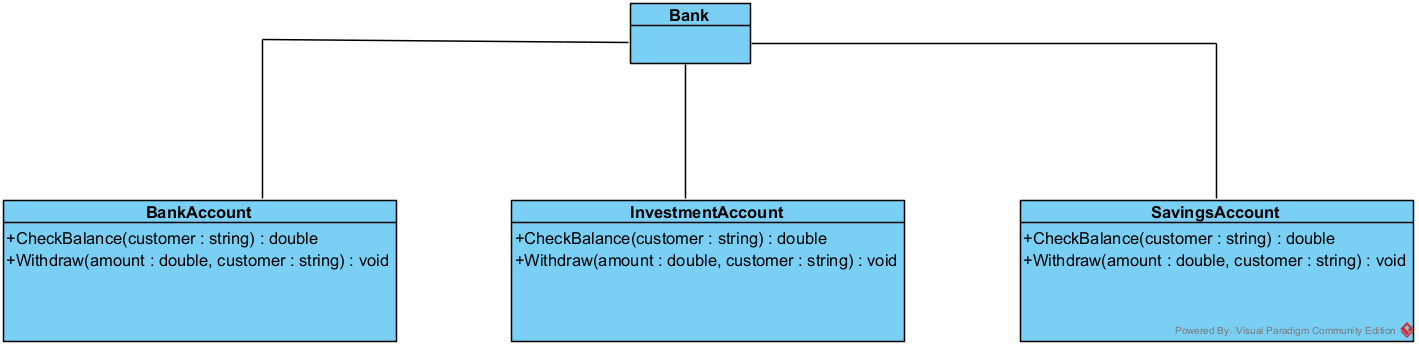 Bank
BankAccount
+CheckBalance(customer : string) : double
+Withdraw(amount : double, customer : string) : void
InvestmentAccount
+CheckBalance(customer : string) : double
+Withdraw(amount : double, customer : string) : void
SavingsAccount
+CheckBalance(customer : string) : double
+Withdraw(amount : double, customer : string) : void
Powered By: Visual Paradigm Community Edition